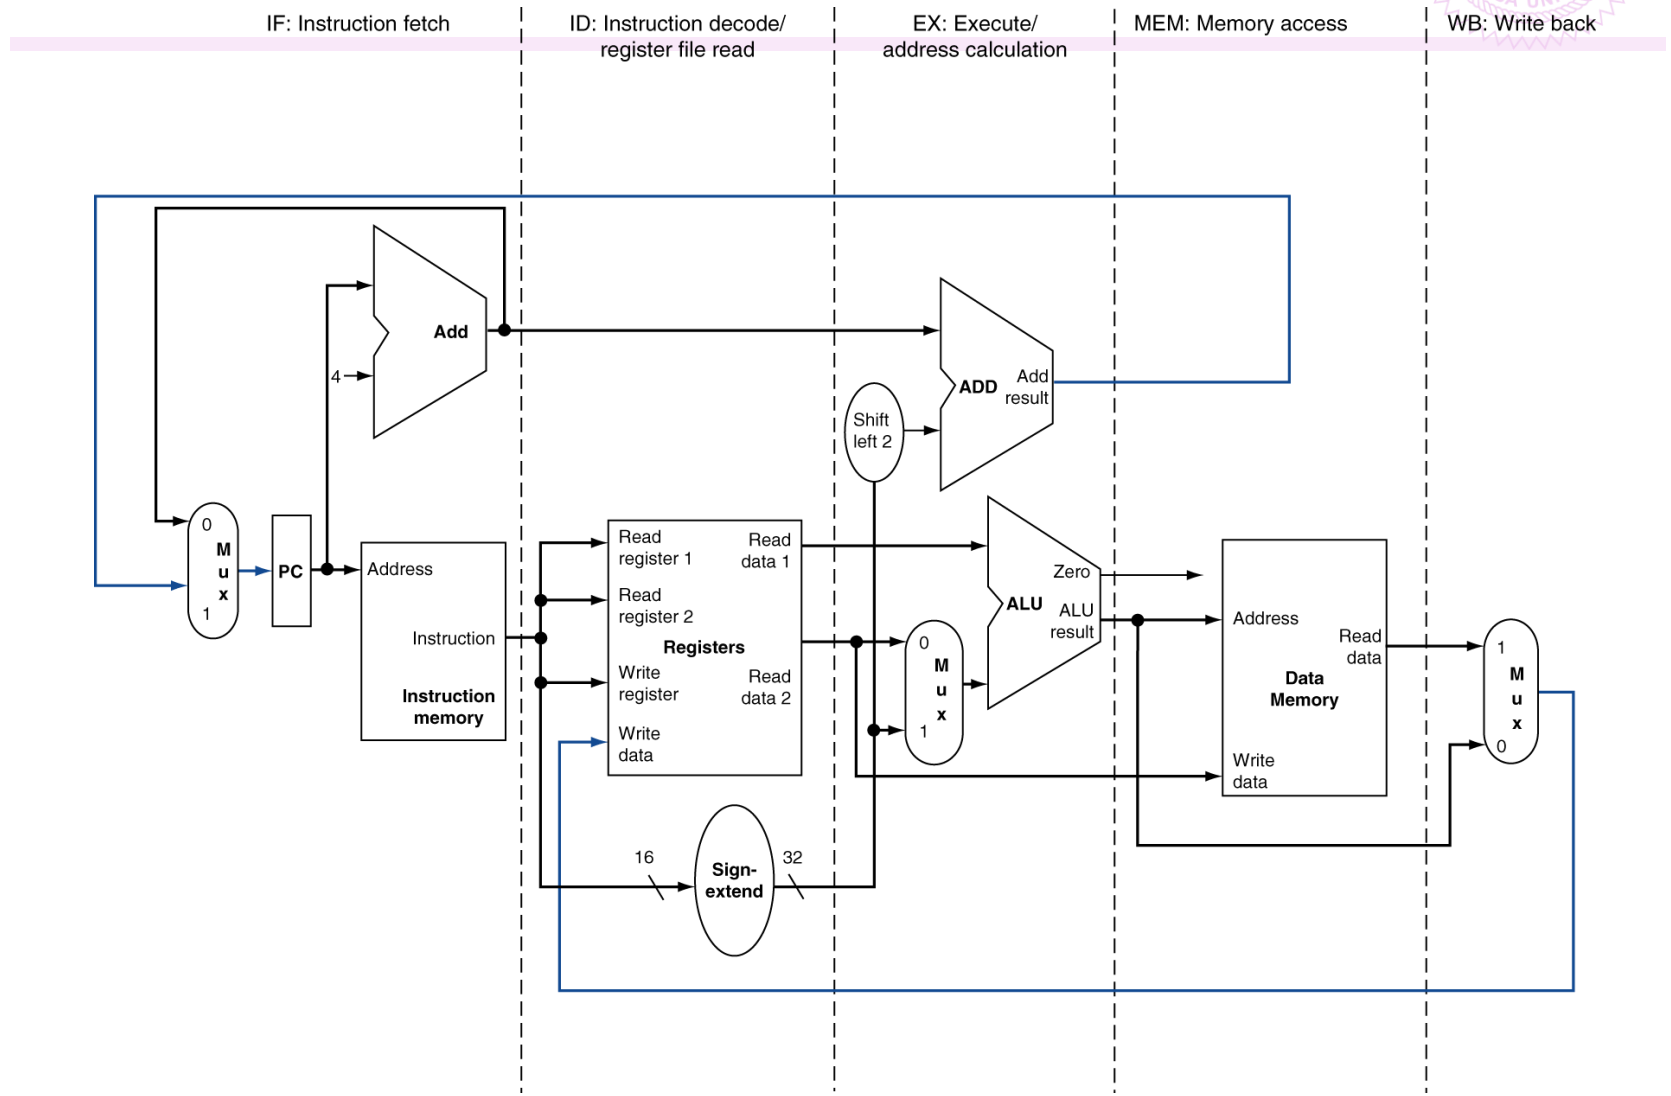 IF: Instruction fetch
ID: Instruction decode/
register file read
EX: Execute/
address calculation
MEM: Memory access
WB: Write back
Add
4
ADD
Add
result
Shift
left 2
0
M
u
x
1
PC
Address
Instruction
Instruction
memory
Read
register 1
Read
register 2
Write
register
Write
data
Registers
Read
data 1
Read
data 2
16
Sign-
extend
32
0
M
u
x
1
Zero
ALU
ALU
result
Address
Read
data
Data
Memory
Write
data
1
M
u
x
0